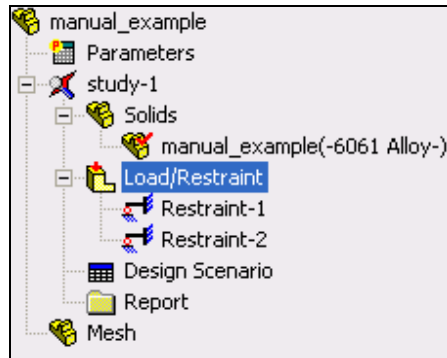 manual_example
Parameters
study-1
Solids
manual_example(-6061 Alloy-)
Load/Restraint
Restraint-1
Restraint-2
Design Scenario
Report
Mesh